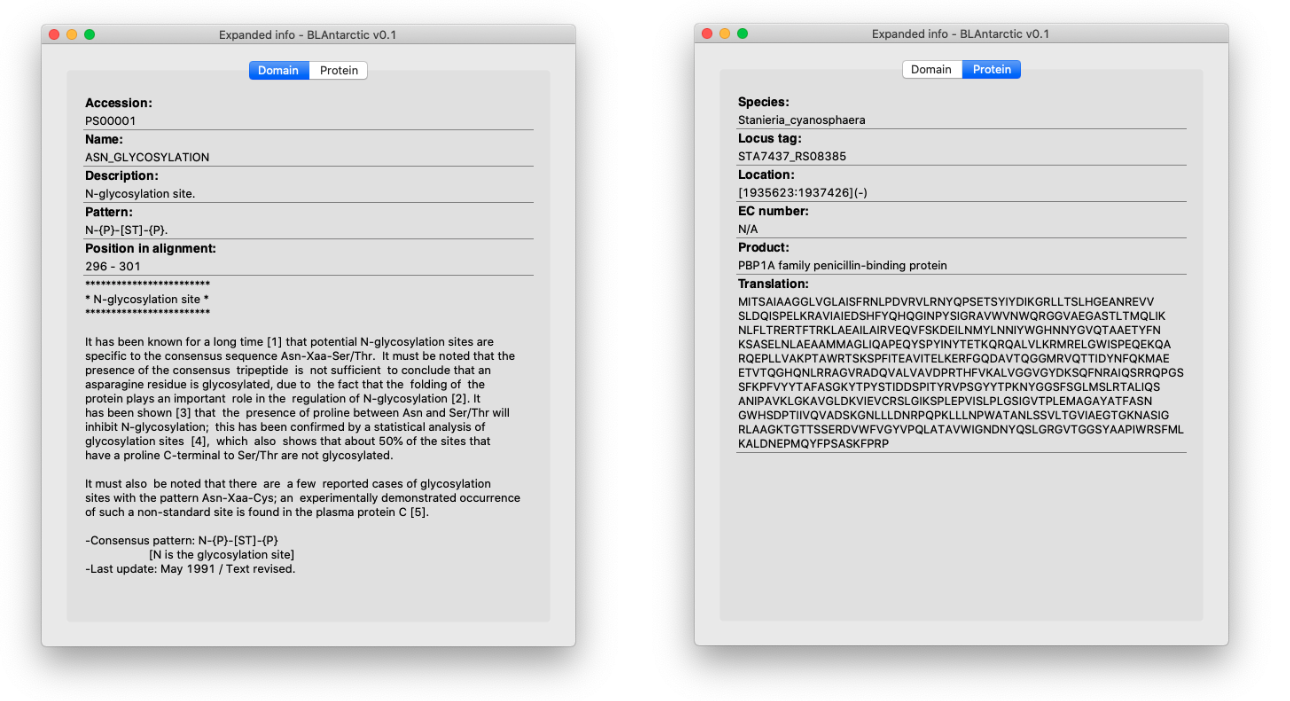 Expanded info - BLAntarctic v0.1
Domain Protein
Accession:
PS00001
Name:
ASN_GLYCOSYLATION
Description:
N-glycosylation site.
Pattern:
N-{P}-[ST]-{P}.
Position in alignment:
296 - 301
************************
* N-glycosylation site *
************************
It has been known for a long time [1] that potential N-glycosylation sites are
specific to the consensus sequence Asn-Xaa-Ser/Thr.  It must be noted that the
presence of the consensus  tripeptide  is  not sufficient  to conclude that an
asparagine residue is glycosylated, due  to  the fact that the  folding of  the
protein plays an important  role in the  regulation of N-glycosylation [2]. It
has been shown [3] that  the  presence of proline between Asn and Ser/Thr will
inhibit N-glycosylation;  this has been confirmed by a statistical analysis of
glycosylation sites  [4],  which  also  shows that about 50% of the sites that
have a proline C-terminal to Ser/Thr are not glycosylated.
It must also  be noted that there  are  a few  reported cases of glycosylation
sites with the pattern Asn-Xaa-Cys; an  experimentally demonstrated occurrence
of such a non-standard site is found in the plasma protein C [5].
-Consensus pattern: N-{P}-[ST]-{P}
[N is the glycosylation site]
-Last update: May 1991 / Text revised.
Expanded info - BLAntarctic v0.1
Domain Protein
Species:
Stanieria_cyanosphaera
Locus tag:
STA7437_RS08385
Location:
[1935623:1937426](-)
EC number:
N/A
Product:
PBP1A family penicillin-binding protein
Translation:
MITSAIAAGGLVGLAISFRNLPDVRVLRNYQPSETSYIYDIKGRLLTSLHGEANREVV
SLDQISPELKRAVIAIEDSHFYQHQGINPYSIGRAVWVNWQRGGVAEGASTLTMQLIK
NLFLTRERTFTRKLAEAILAIRVEQVFSKDEILNMYLNNIYWGHNNYGVQTAAETYFN
KSASELNLAEAAMMAGLIQAPEQYSPYINYTETKQRQALVLKRMRELGWISPEQEKQA
RQEPLLVAKPTAWRTSKSPFITEAVITELKERFGQDAVTQGGMRVQTTIDYNFQKMAE
ETVTQGHQNLRRAGVRADQVALVAVDPRTHFVKALVGGVGYDKSQFNRAIQSRRQPGS
SFKPFVYYTAFASGKYTPYSTIDDSPITYRVPSGYYTPKNYGGSFSGLMSLRTALIQS
ANIPAVKLGKAVGLDKVIEVCRSLGIKSPLEPVISLPLGSIGVTPLEMAGAYATFASN
GWHSDPTIIVQVADSKGNLLLDNRPQPKLLLNPWATANLSSVLTGVIAEGTGKNASIG
RLAAGKTGTTSSERDVWFVGYVPQLATAVWIGNDNYQSLGRGVTGGSYAAPIWRSFML
KALDNEPMQYFPSASKFPRP